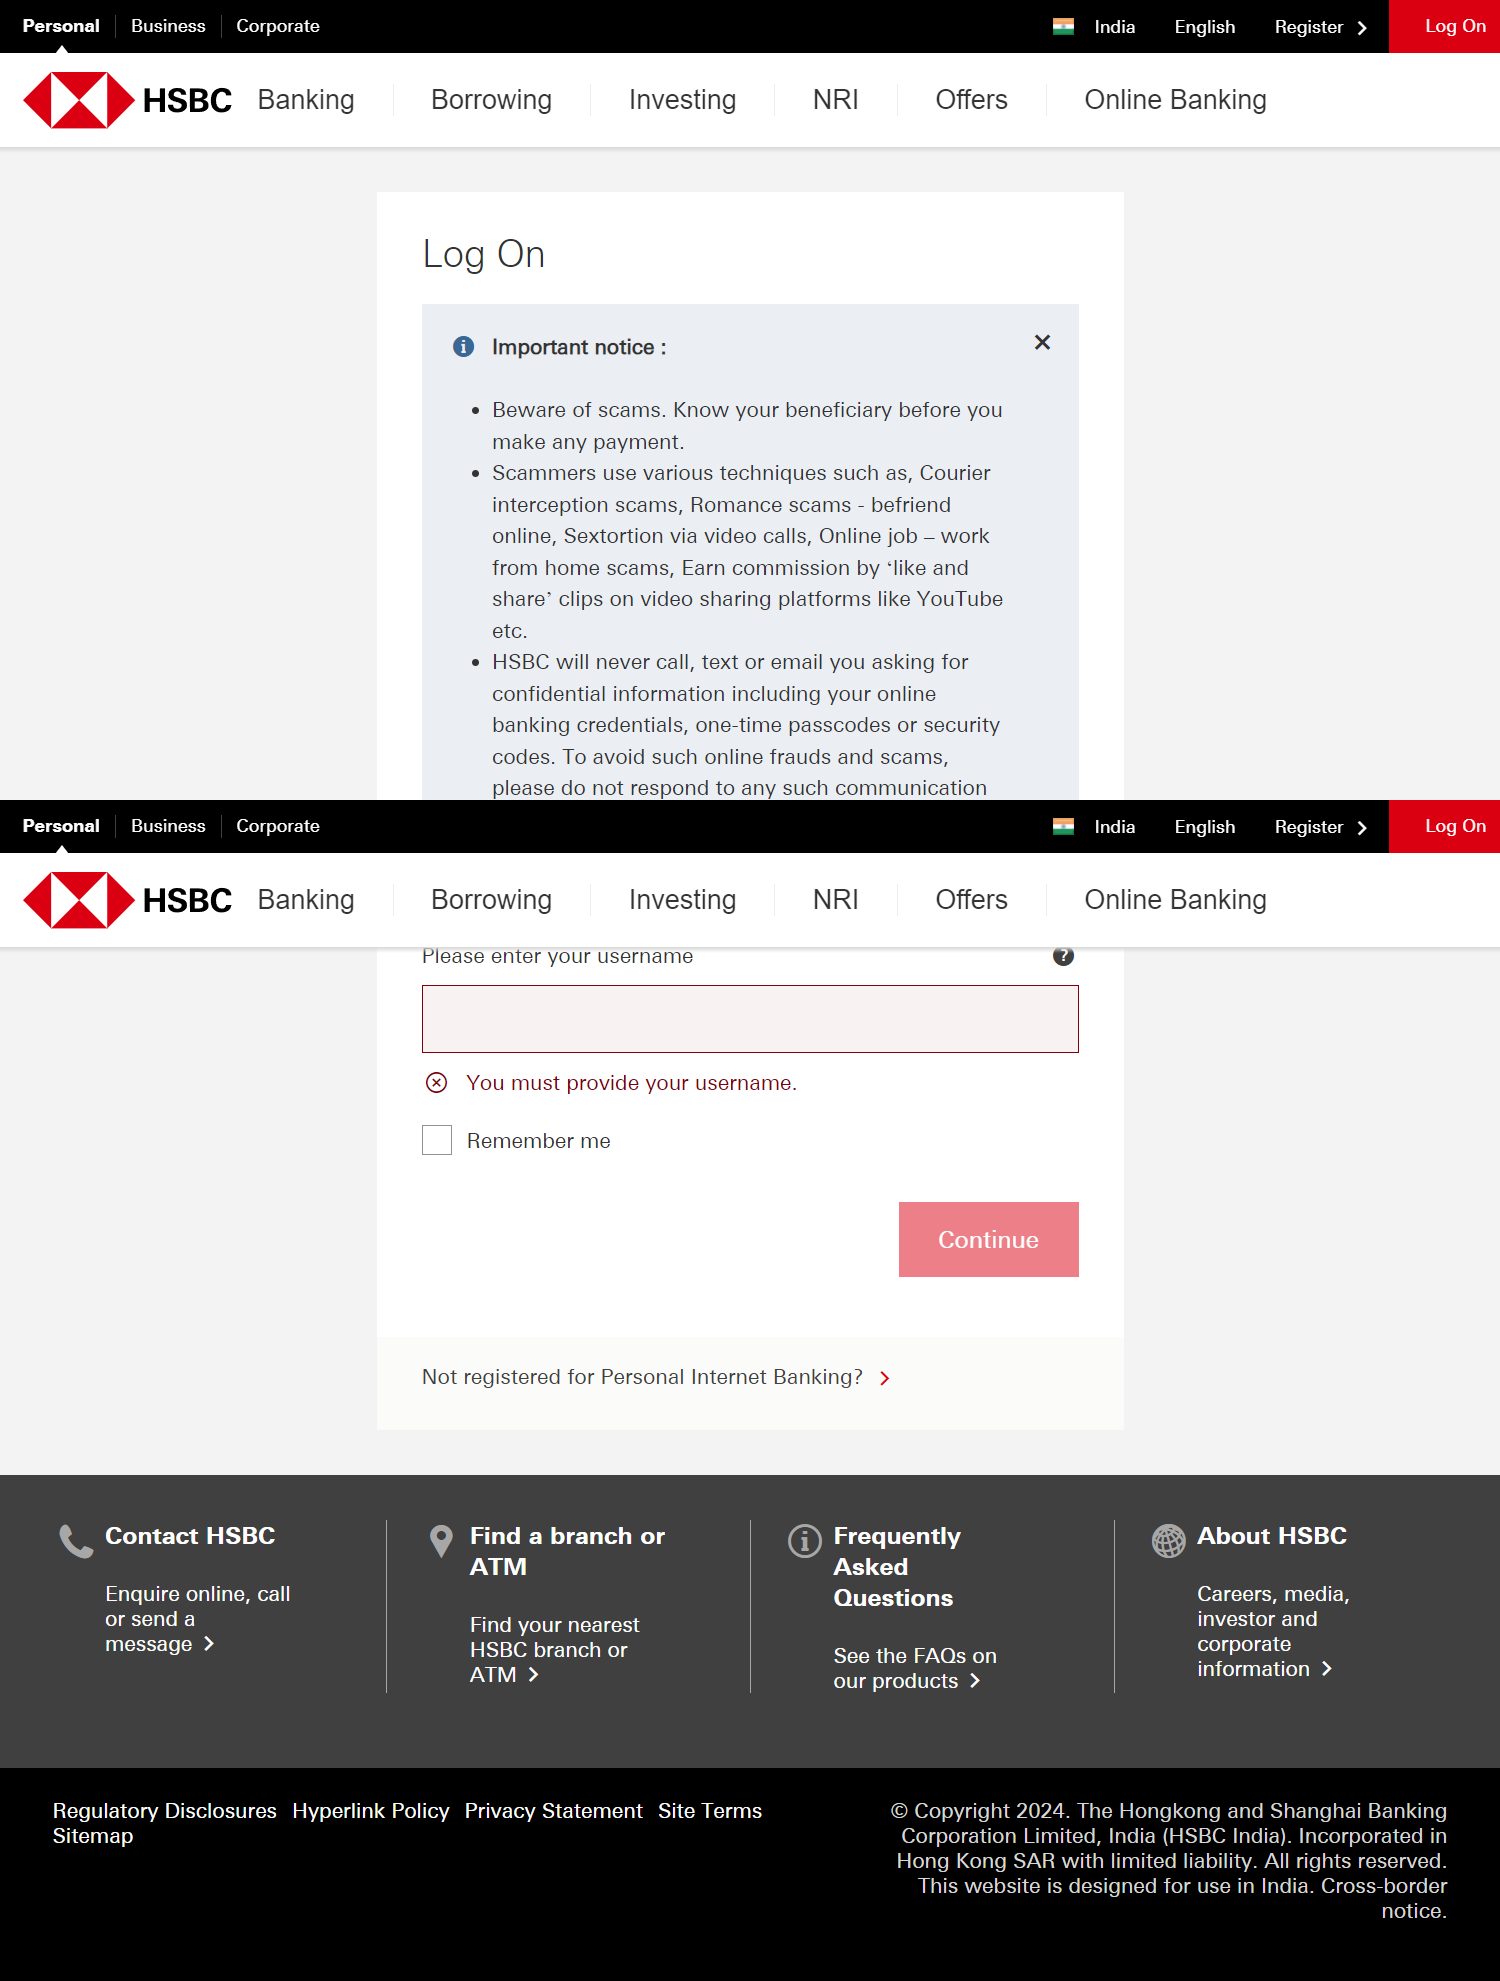 Personal Business Corporate India English Register Log On
HSBC Banking Borrowing Investing NRI Offers Online Banking
Log On
Important notice :
Beware of scams. Know your beneficiary before you
make any payment.
Scammers use various techniques such as, Courier
interception scams, Romance scams - befriend
online, Sextortion via video calls, Online job – work
from home scams, Earn commission by ‘like and
share’ clips on video sharing platforms like YouTube
etc.
HSBC will never call, text or email you asking for
confidential information including your online
banking credentials, one-time passcodes or security
codes. To avoid such online frauds and scams,
please do not respond to any such communication
Personal Business Corporate India English Register Log On
HSBC Banking Borrowing Investing NRI Offers Online Banking
Please enter your username
You must provide your username.
Remember me
Continue
Not registered for Personal Internet Banking?
Contact HSBC
Enquire online, call
or send a
message
Find a branch or
ATM
Find your nearest
HSBC branch or
ATM
Frequently
Asked
Questions
See the FAQs on
our products
About HSBC
Careers, media,
investor and
corporate
information
Regulatory Disclosures Hyperlink Policy Privacy Statement Site Terms
Sitemap
© Copyright 2024. The Hongkong and Shanghai Banking
Corporation Limited, India (HSBC India). Incorporated in
Hong Kong SAR with limited liability. All rights reserved.
This website is designed for use in India. Cross-border
notice.